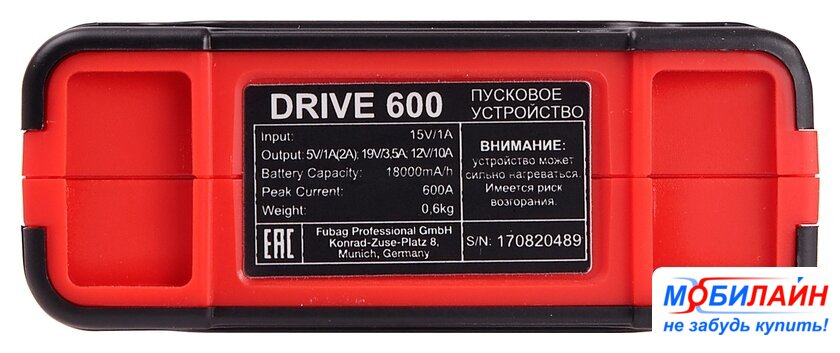 DRIVE 600
ПУСКОВОЕ
УСТРОЙСТВО
Input: 15V/1A
Output: 5V/1A(2A); 19V/3,5A; 12V/10A
Battery Capacity: 18000mA/h
Peak Current: 600A
Weight: 0,6kg
ВНИМАНИЕ:
устройство может
сильно нагреваться.
Имеется риск
возгорания.
EAC
Fubag Professional GmbH
Konrad-Zuse-Platz 8,
Munich, Germany
S/N: 170820489
МОБИЛАЙН
не забудь купить!